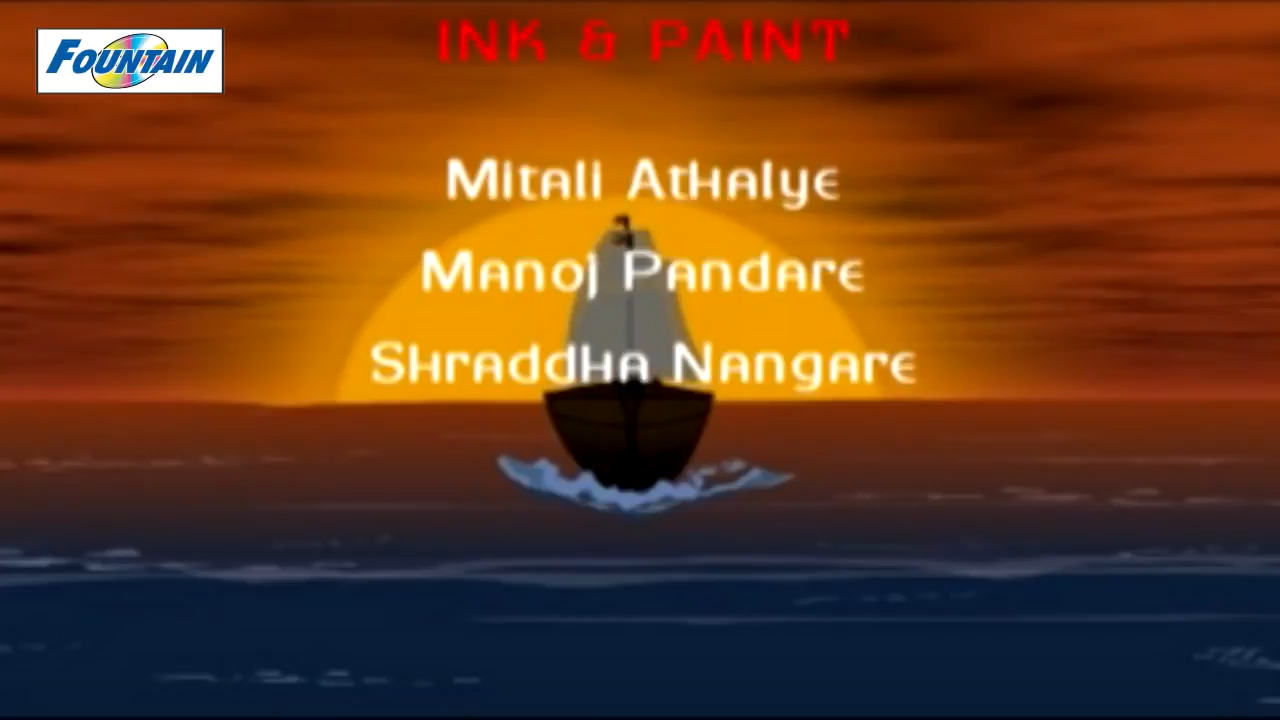 FOUNTAIN
INK & PAINT
Mitali Athalye
Manoj Pandare
Shraddha Nangare